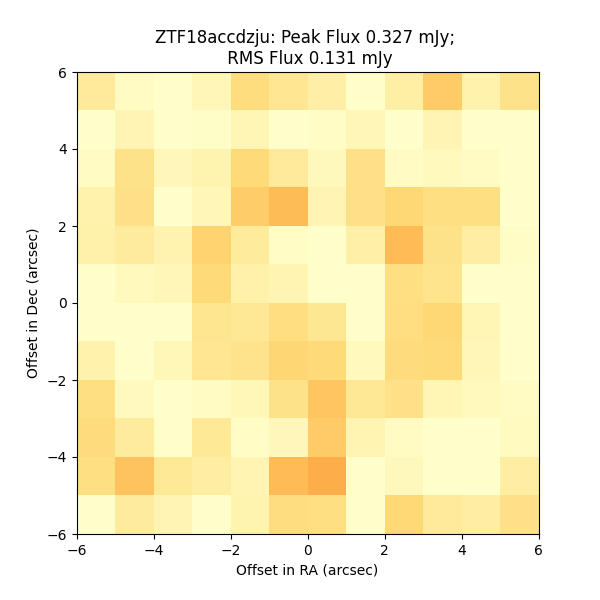 ZTF18accdzju: Peak Flux 0.327 mJy;
RMS Flux 0.131 mJy
6
4
2
0
−2
−4
−6
Offset in Dec (arcsec)
−6 −4 −2 0 2 4 6
Offset in RA (arcsec)